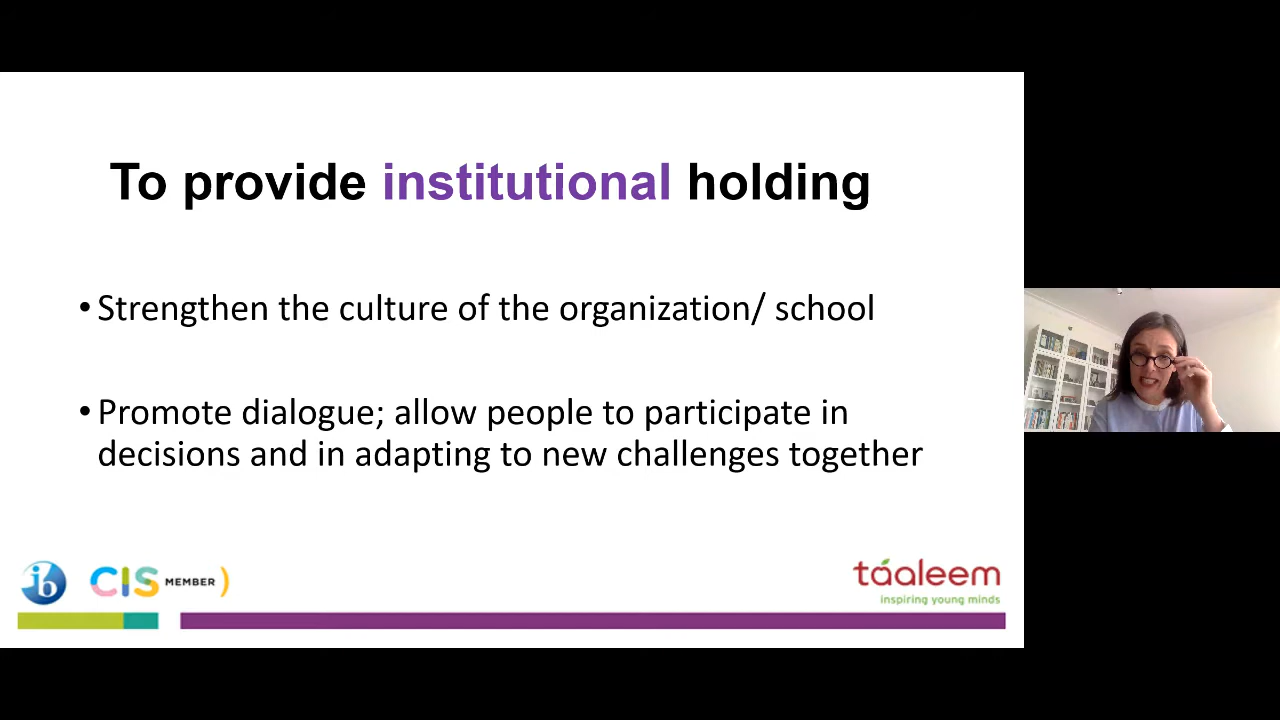 To provide institutional holding
• Strengthen the culture of the organization/ school
• Promote dialogue; allow people to participate in
decisions and in adapting to new challenges together
ib
CIS MEMBER
taaleem
inspiring young minds